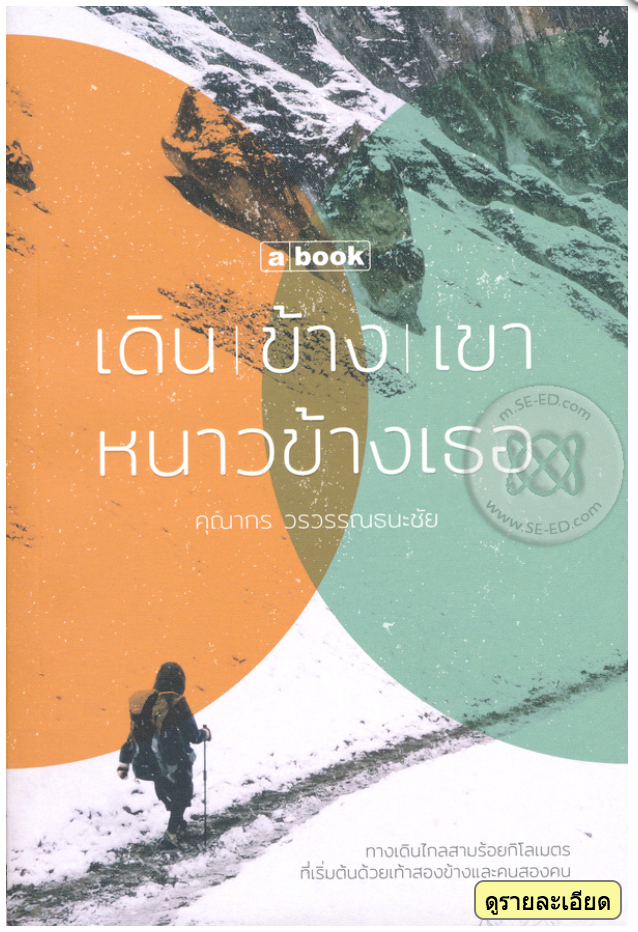 a book
เดิน | ข้าง | เขา
หนาวข้างเธอ
คุณากร วรวรรณธนะชัย
m.SE-ED.com
www.SE-ED.com
ทางเดินไกลสามร้อยกิโลเมตร
ที่เริ่มต้นด้วยเท้าสองข้างและคนสองคน
ดูรายละเอียด